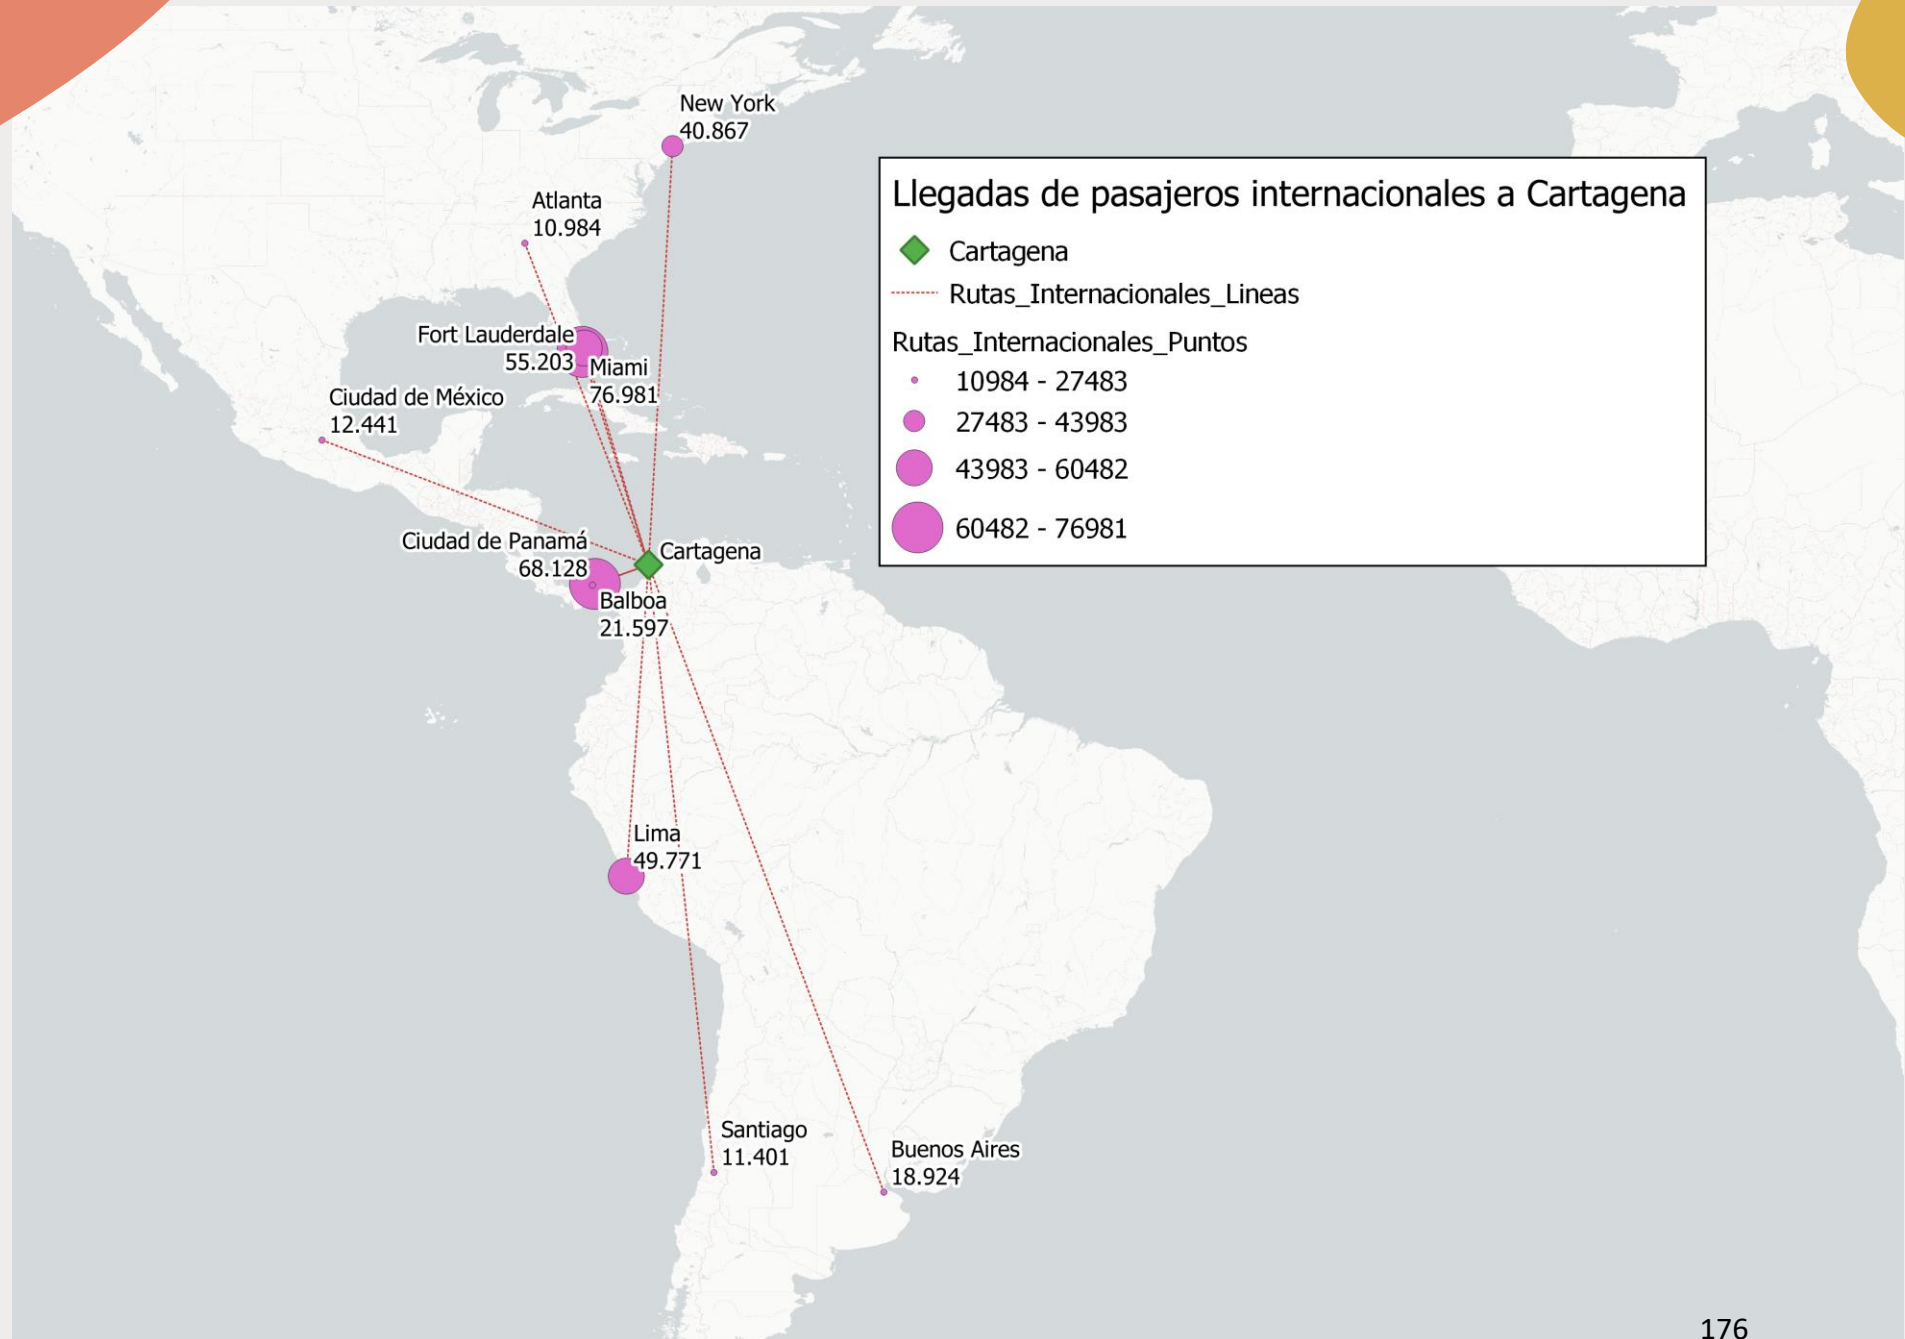 New York
40.867
Atlanta
10.984
Llegadas de pasajeros internacionales a Cartagena
Cartagena
Rutas_Internacionales_Lineas
Rutas_Internacionales_Puntos
10984 - 27483
27483 - 43983
43983 - 60482
60482 - 76981
Fort Lauderdale
55.203
Miami
76.981
Ciudad de México
12.441
Ciudad de Panamá
68.128
Cartagena
Balboa
21.597
Lima
49.771
Santiago
11.401
Buenos Aires
18.924
176